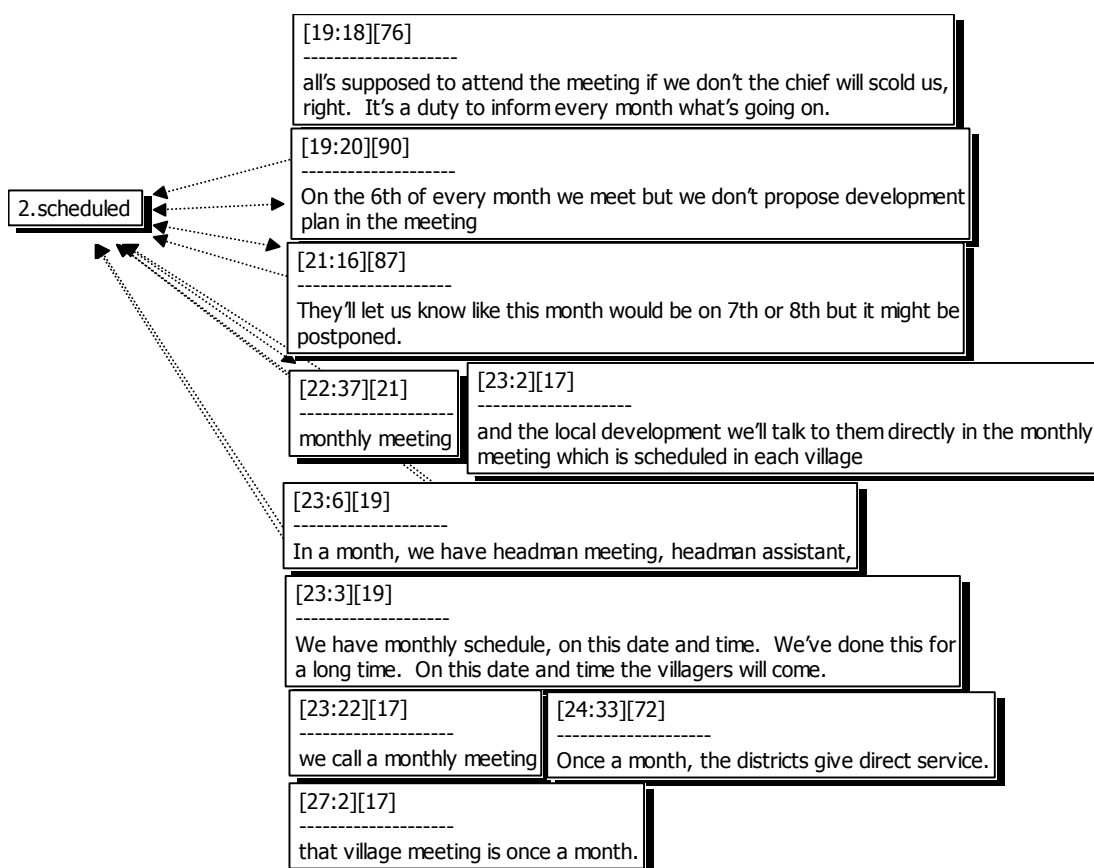 [19:18][76]
--------------------
all's supposed to attend the meeting if we don't the chief will scold us,
right.  It's a duty to inform every month what's going on.
[19:20][90]
--------------------
On the 6th of every month we meet but we don't propose development
plan in the meeting
2.scheduled
[21:16][87]
--------------------
They'll let us know like this month would be on 7th or 8th but it might be
postponed.
[22:37][21]
--------------------
monthly meeting
[23:2][17]
--------------------
and the local development we'll talk to them directly in the monthly
meeting which is scheduled in each village
[23:6][19]
--------------------
In a month, we have headman meeting, headman assistant,
[23:3][19]
--------------------
We have monthly schedule, on this date and time.  We've done this for
a long time.  On this date and time the villagers will come.
[23:22][17]
--------------------
we call a monthly meeting
[24:33][72]
--------------------
Once a month, the districts give direct service.
[27:2][17]
--------------------
that village meeting is once a month.